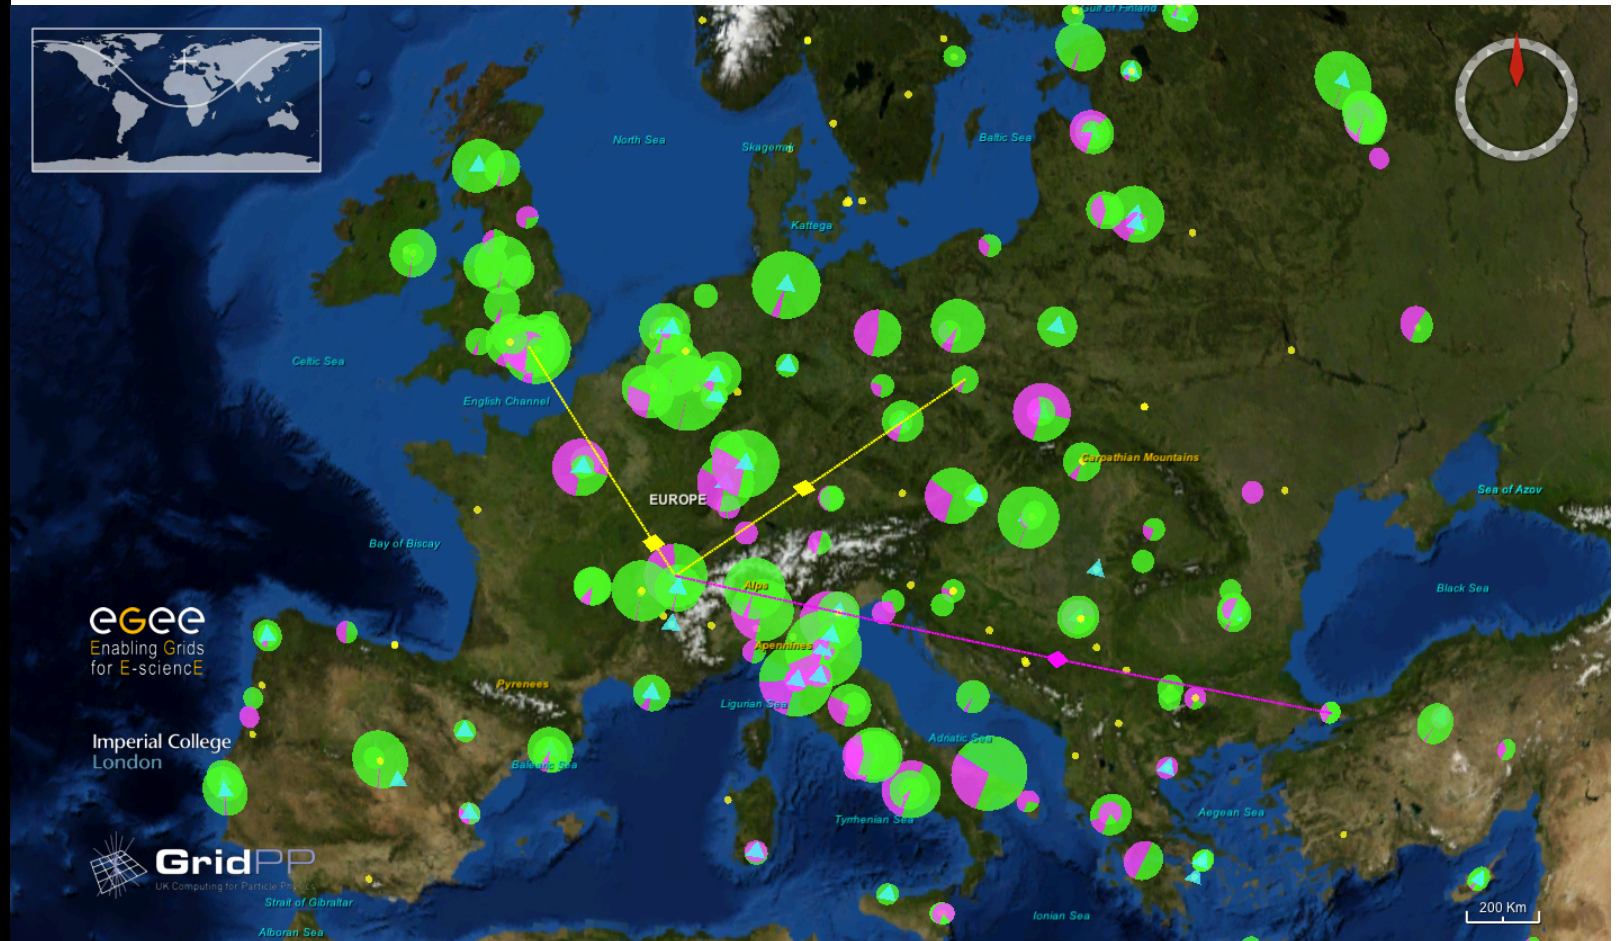 Gulf of Finland
North Sea
Skagerrak
Baltic Sea
Kattega
Celtic Sea
English Channel
Carpathian Mountains
EUROPE
Sea of Azov
Bay of Biscay
Alps
Black Sea
eGee
Enabling Grids
for E-sciencE
Apennines
Pyrenees
Ligurian Sea
Imperial College
London
Adriatic Sea
Balearic Sea
Aegean Sea
Tyrrhenian Sea
GridPP
UK Computing for Particle Physics
Strait of Gibraltar
200 Km
Ionian Sea
Alboran Sea